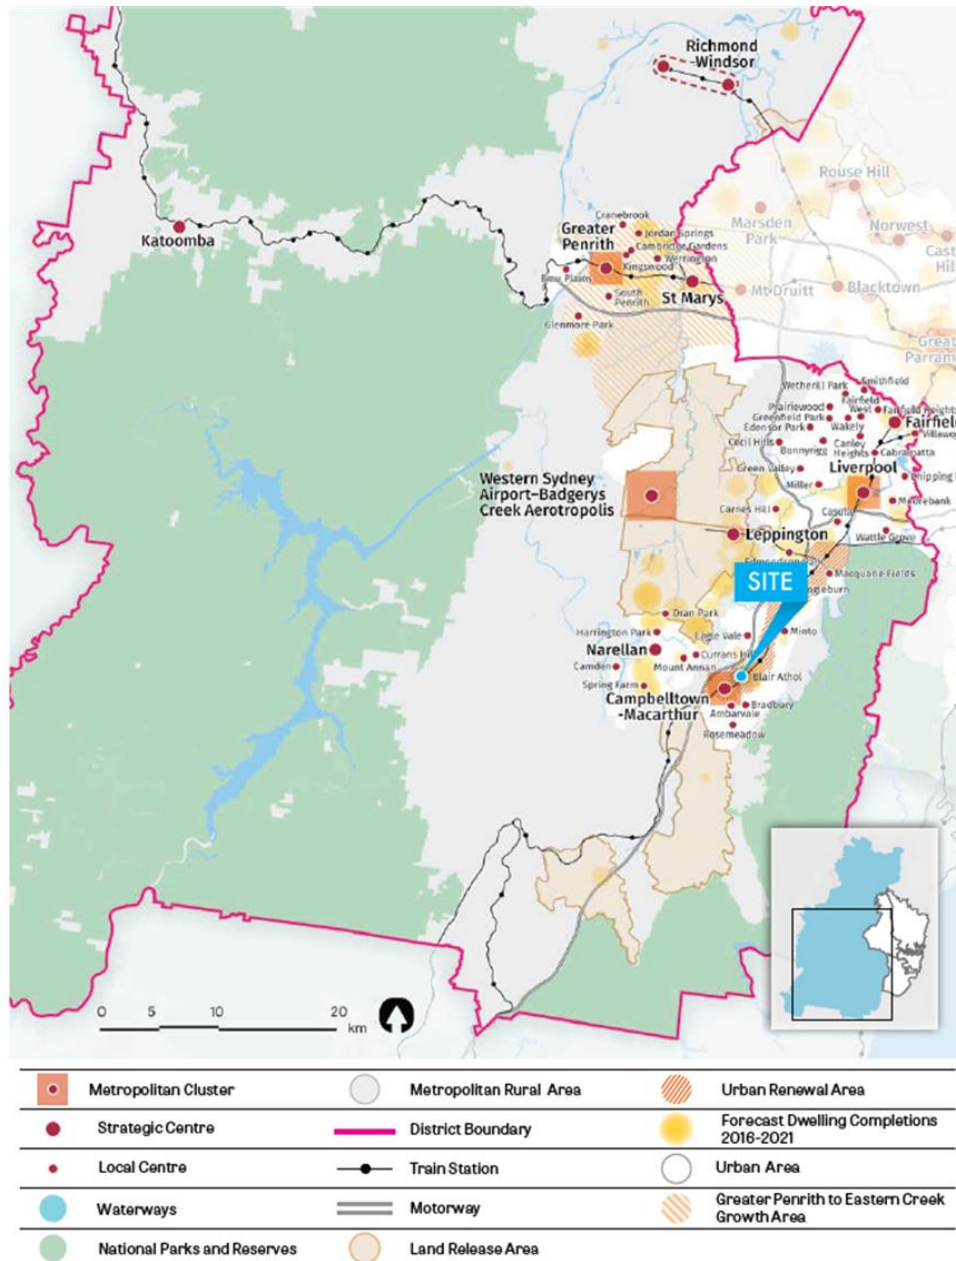 Richmond
-Windsor
Rouse Hill
Marsden
Park
Norwest
Katoomba
Cranebrook
Greater
Penrith
Jordan Springs
Cambridge Gardens
Werrington
Kingswood
Emu Plains
South
Penrith
St Marys
Mt Druitt
Blacktown
Glenmore Park
Wetherill Park
Smithfield
Fairfield
West
Prairiewood
Fairfield Heights
Greenfield Park
Fairfield
Edensor Park
Wakely
Cecil Hills
Bonnyrigg
Canley
Heights
Cabramatta
Green Valley
Liverpool
Miller
Moorebank
Western Sydney
Airport-Badgerys
Creek Aerotropolis
Carnes Hill
Casula
Leppington
Wattle Grove
Macquarie Fields
SITE
Oran Park
Harrington Park
Eagle Vale
Minto
Narellan
Currans Hill
Camden
Mount Annan
Blair Athol
Spring Farm
Campbelltown
-Macarthur
Bradbury
Ambarvale
Rosemeadow
0 5 10 20
km
Metropolitan Cluster
Metropolitan Rural Area
Urban Renewal Area
Strategic Centre
District Boundary
Forecast Dwelling Completions
2016-2021
Local Centre
Train Station
Urban Area
Waterways
Motorway
Greater Penrith to Eastern Creek
Growth Area
National Parks and Reserves
Land Release Area